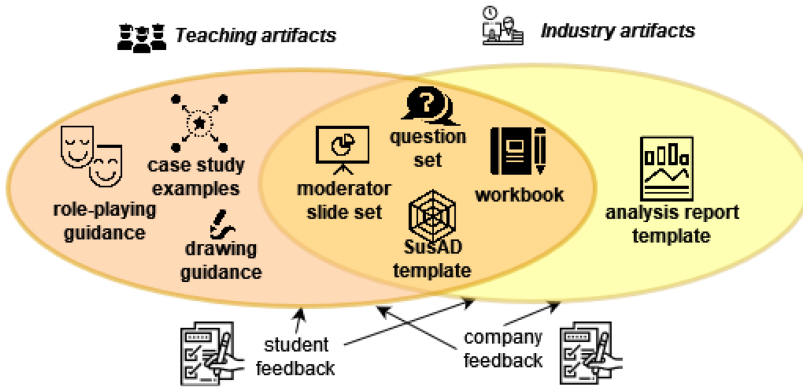 Teaching artifacts
Industry artifacts
?
question
set
case study
examples
moderator
slide set
workbook
role-playing
guidance
analysis report
template
drawing
guidance
SusAD
template
student
feedback
company
feedback